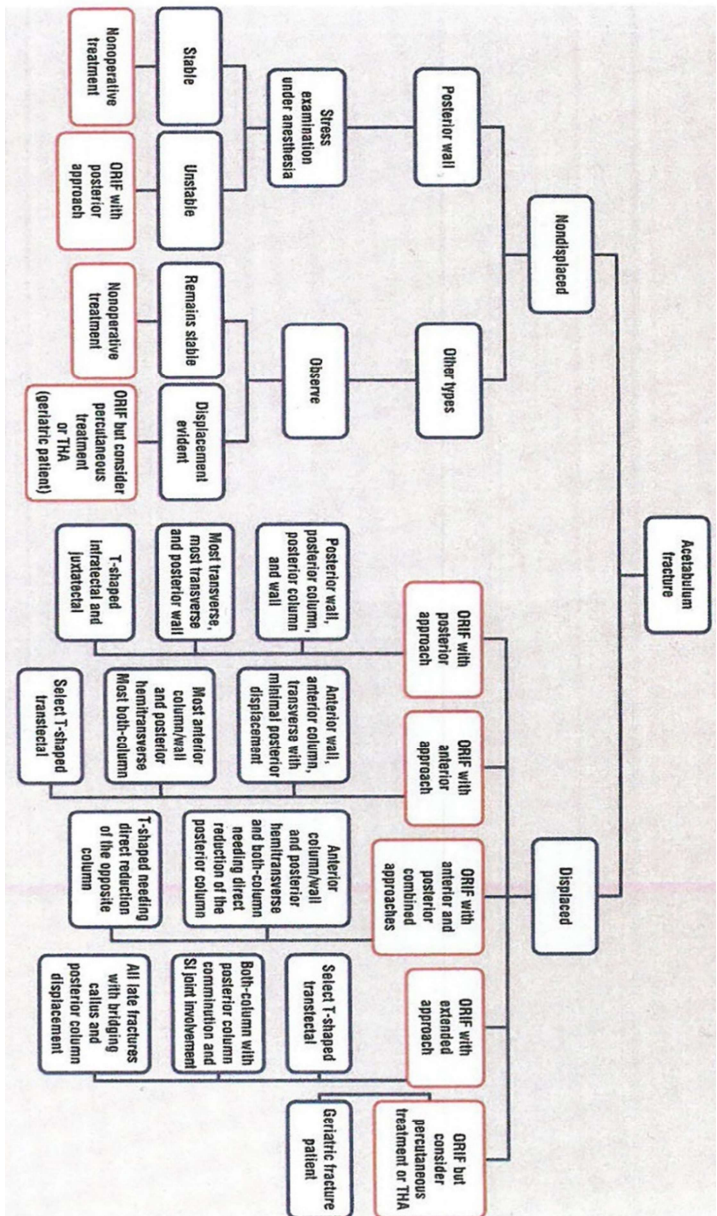 Acetabulum
fracture
Nondisplaced
Displaced
Posterior wall
Other types
Stress
examination
under anesthesia
Observe
Stable
Unstable
Remains stable
Displacement
evident
Nonoperative
treatment
ORIF with
posterior
approach
Nonoperative
treatment
ORIF but consider
percutaneous
treatment
or THA
(geriatric patient)
ORIF with
posterior
approach
Posterior wall,
posterior column,
posterior column
and wall
Most transverse,
most transverse
and posterior wall
T-shaped
infratectal and
juxtatectal
ORIF with
anterior
approach
Anterior wall,
anterior column,
transverse with
minimal posterior
displacement
Most anterior
column/wall
and posterior
hemitransverse
Most both-column
Select T-shaped
transtectal
ORIF with
anterior and
posterior
combined
approaches
Anterior
column/wall
and posterior
hemitransverse
and both-column
needing direct
reduction of the
posterior column
T-shaped needing
direct reduction
of the opposite
column
ORIF with
extended
approach
Select T-shaped
transtectal
Both-column with
posterior column
comminution and
SI joint involvement
All late fractures
with bridging
callus and
posterior column
displacement
ORIF but
consider
percutaneous
treatment or THA
Geriatric fracture
patient